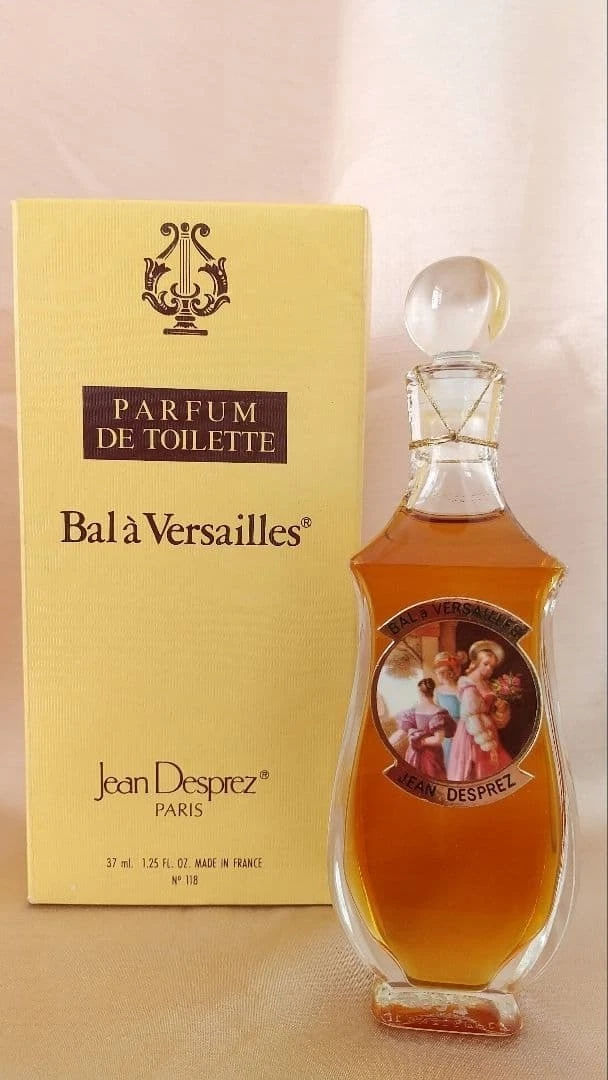 PARFUM
DE TOILETTE
Bal à Versailles®
Jean Desprez®
PARIS
37 ml. 1.25 FL. OZ. MADE IN FRANCE
Nº 118
BAL à VERSAILLES
JEAN DESPREZ